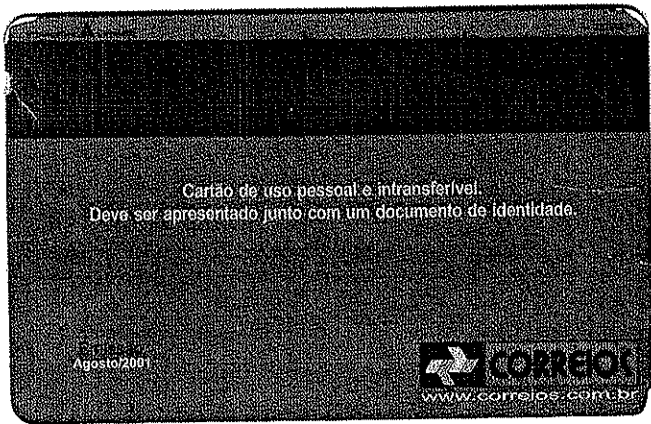 Cartão de uso pessoal e intransferível.
Deve ser apresentado junto com um documento de identidade.
Agosto/2001
CORREIOS
www.correios.com.br